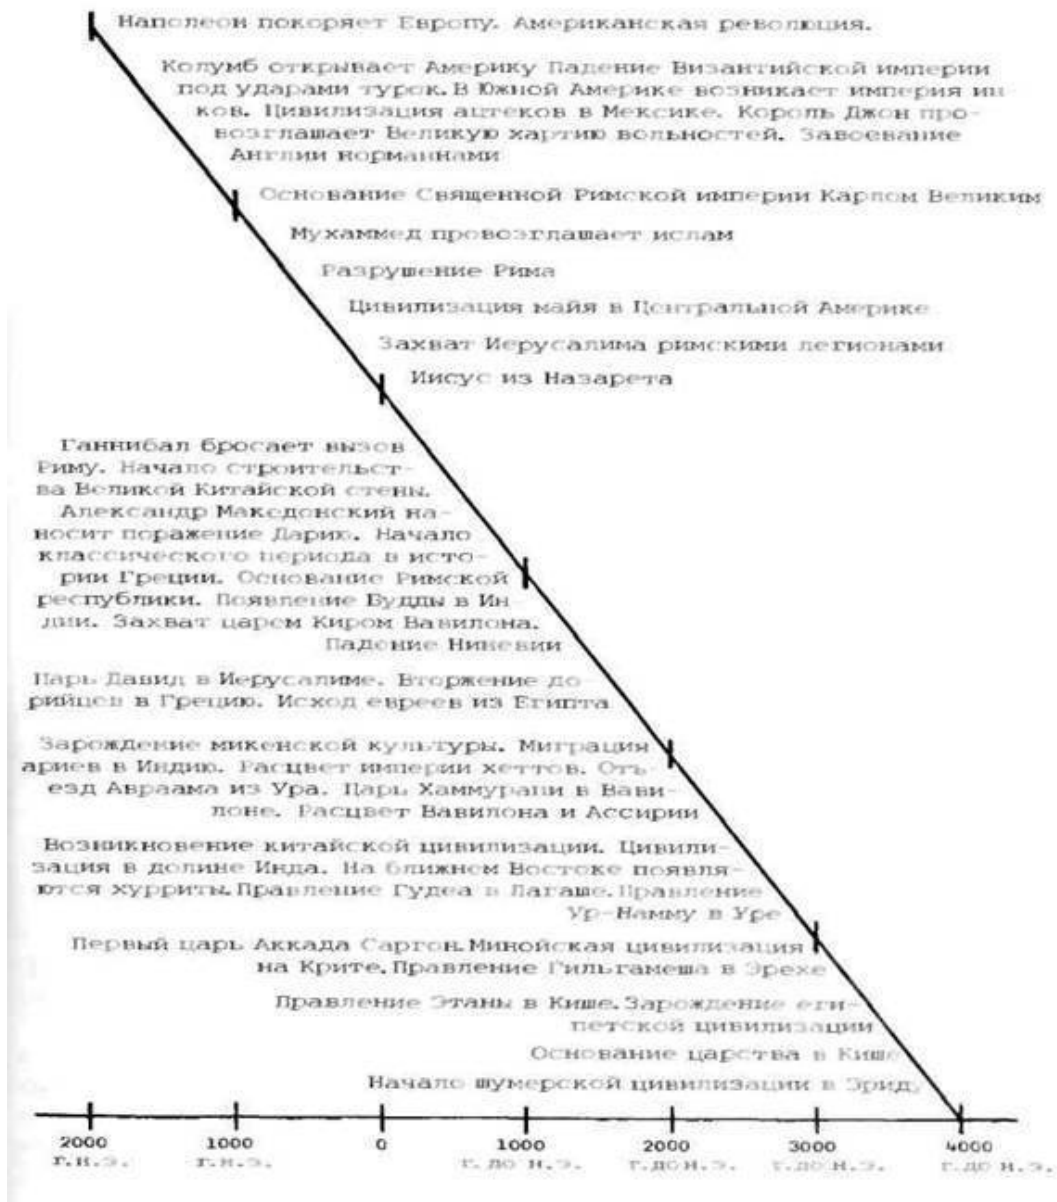 Наполеон покоряет Европу. Американская революция.
Колумб открывает Америку Падение Византийской империи
под ударами турок. В Южной Америке возникает империя ин
ков. Цивилизация ацтеков в Мексике. Король Джон про-
возглашает Великую хартию вольностей. Завоевание
Англии норманнами
Основание Священной Римской империи Карлом Великим
Мухаммед провозглашает ислам
Разрушение Рима
Цивилизация майя в Центральной Америке
Захват Иерусалима римскими легионами
Иисус из Назарета
Ганнибал бросает вызов
Риму. Начало строительст-
ва Великой Китайской стены.
Александр Македонский на-
носит поражение Дарию. Начало
классического периода в исто-
рии Греции. Основание Римской
республики. Появление Будды в Ин
дии. Захват царем Киром Вавилона.
Падение Ниневии
Царь Давид в Иерусалиме. Вторжение до
рийцев в Грецию. Исход евреев из Египта
Зарождение микенской культуры. Миграция
ариев в Индию. Расцвет империи хеттов. Отъ-
езд Авраама из Ура. Царь Хаммурапи в Вави-
лоне. Расцвет Вавилона и Ассирии
Возникновение китайской цивилизации. Цивили-
зация в долине Инда. На ближнем Востоке появля-
ются хурриты. Правление Гудеа в Лагаше. Правление
Ур-Намму в Уре
Первый царь Аккада Саргон. Минойская цивилизация
на Крите. Правление Гильгамеша в Эрехе
Правление Этаны в Кише. Зарождение еги-
петской цивилизации
Основание царства в Кише
Начало шумерской цивилизации в Эриду
2000 1000 0 1000 2000 3000 4000
г.н.э. г.н.э. г.до н.э. г.до н.э. г.до н.э. г.до н.э.